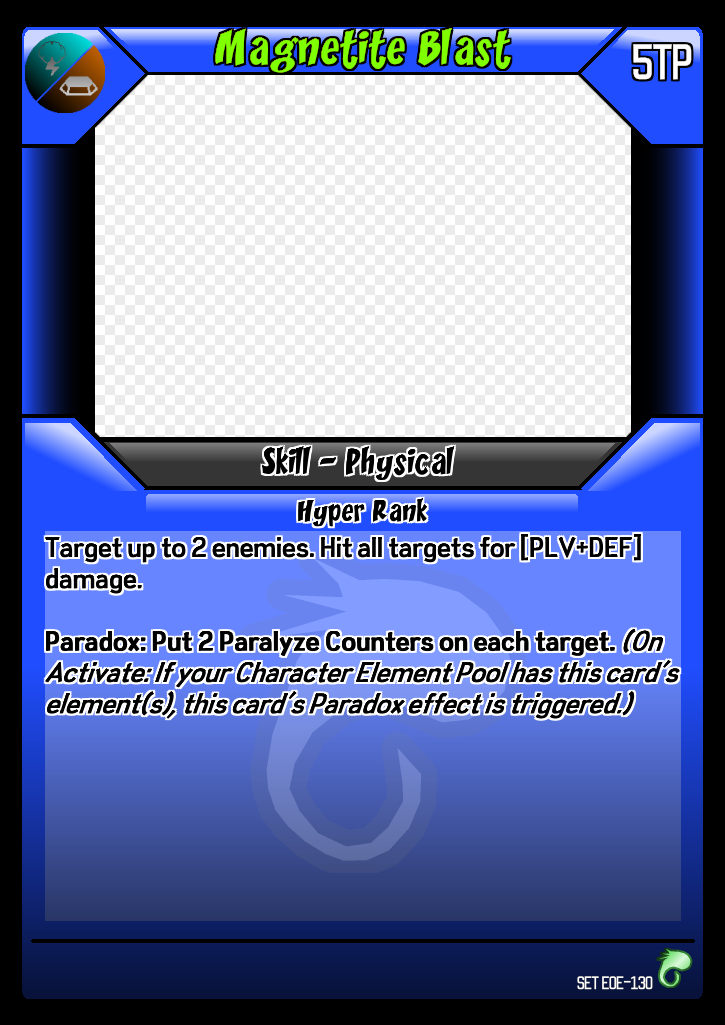 Magnetite Blast
5TP
Skill - Physical
Hyper Rank
Target up to 2 enemies. Hit all targets for [PLV+DEF]
damage.
Paradox: Put 2 Paralyze Counters on each target. (On
Activate: If your Character Element Pool has this card's
element(s), this card's Paradox effect is triggered.)
SET EOE-130